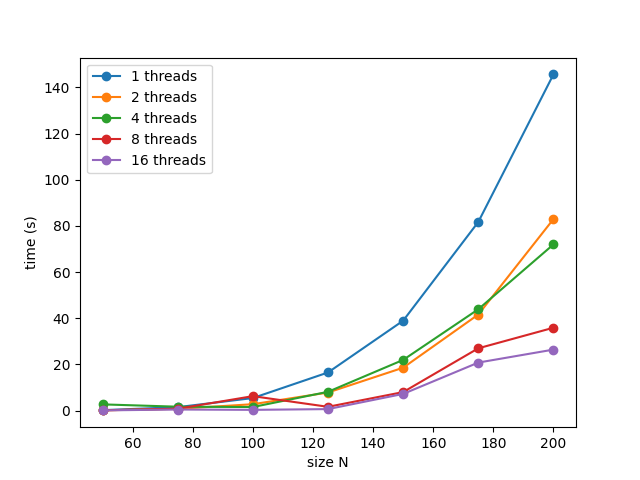 1 threads
2 threads
4 threads
8 threads
16 threads
140
120
100
80
60
40
20
0
time (s)
60 80 100 120 140 160 180 200
size N